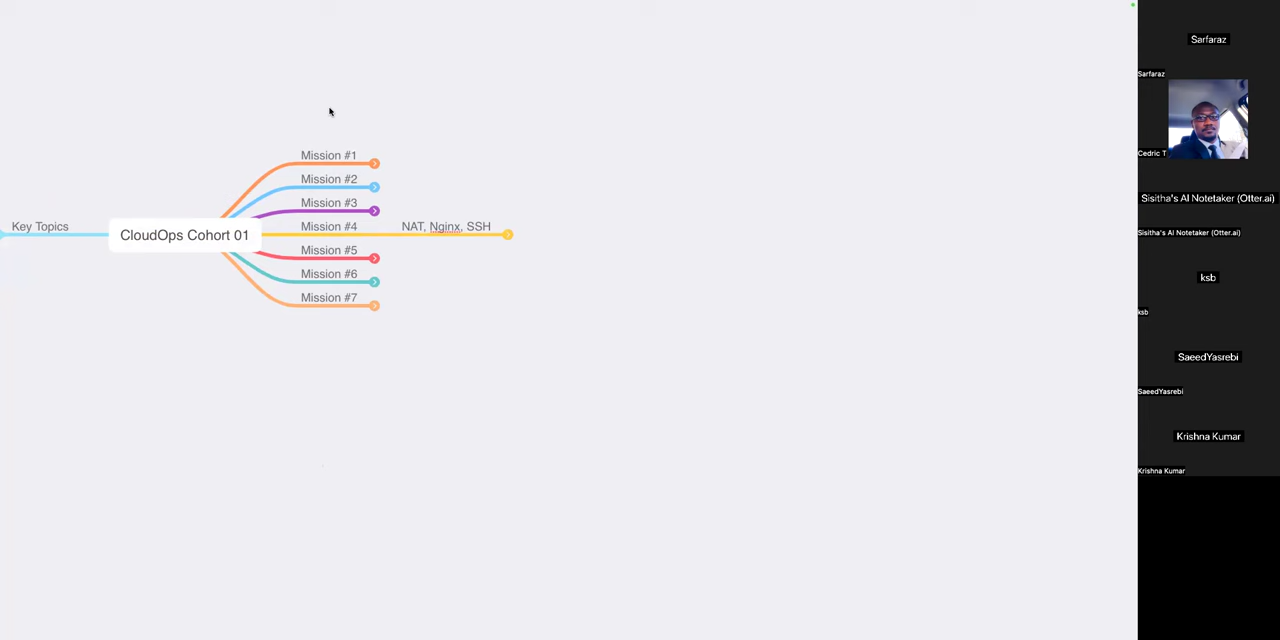 Mission #1
Mission #2
Mission #3
Key Topics
CloudOps Cohort 01
Mission #4
NAT, Nginx, SSH
Mission #5
Mission #6
Mission #7
Sarfaraz
Sarfaraz
Cedric T
Sisitha's AI Notetaker (Otter.ai)
Sisitha's AI Notetaker (Otter.ai)
ksb
ksb
SaeedYasrebi
SaeedYasrebi
Krishna Kumar
Krishna Kumar